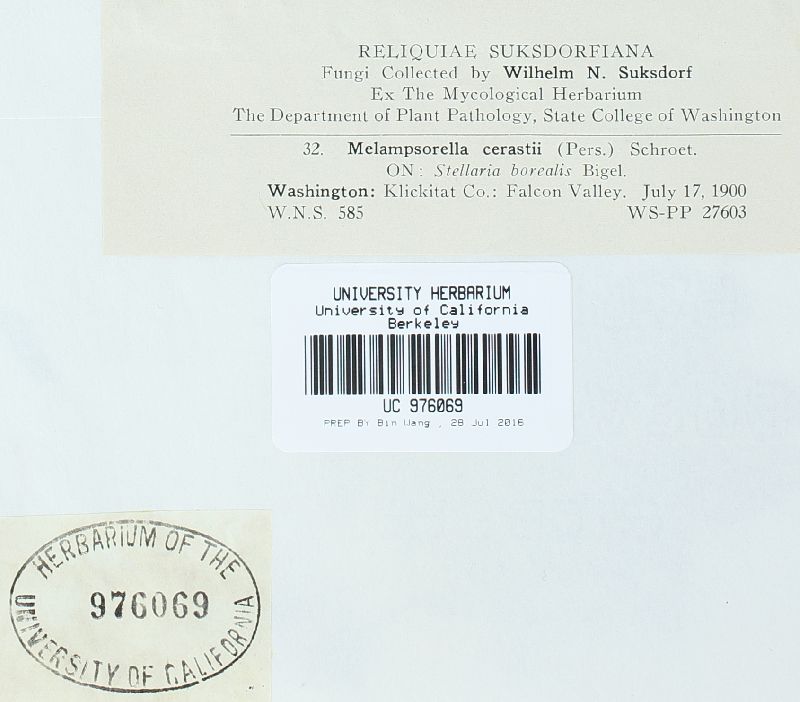 RELIQUIAE SUKSDORFIANA
Fungi Collected by Wilhelm N. Suksdorf
Ex The Mycological Herbarium
The Department of Plant Pathology, State College of Washington
32. Melampsorella cerastii (Pers.) Schroet.
ON: Stellaria borealis Bigel.
Washington: Klickitat Co.: Falcon Valley. July 17, 1900
W.N.S. 585 WS-PP 27603
UNIVERSITY HERBARIUM
University of California
Berkeley
UC 976069
PREP BY Bin Wang , 28 Jul 2016
HERBARIUM OF THE
976069
UNIVERSITY OF CALIFORNIA